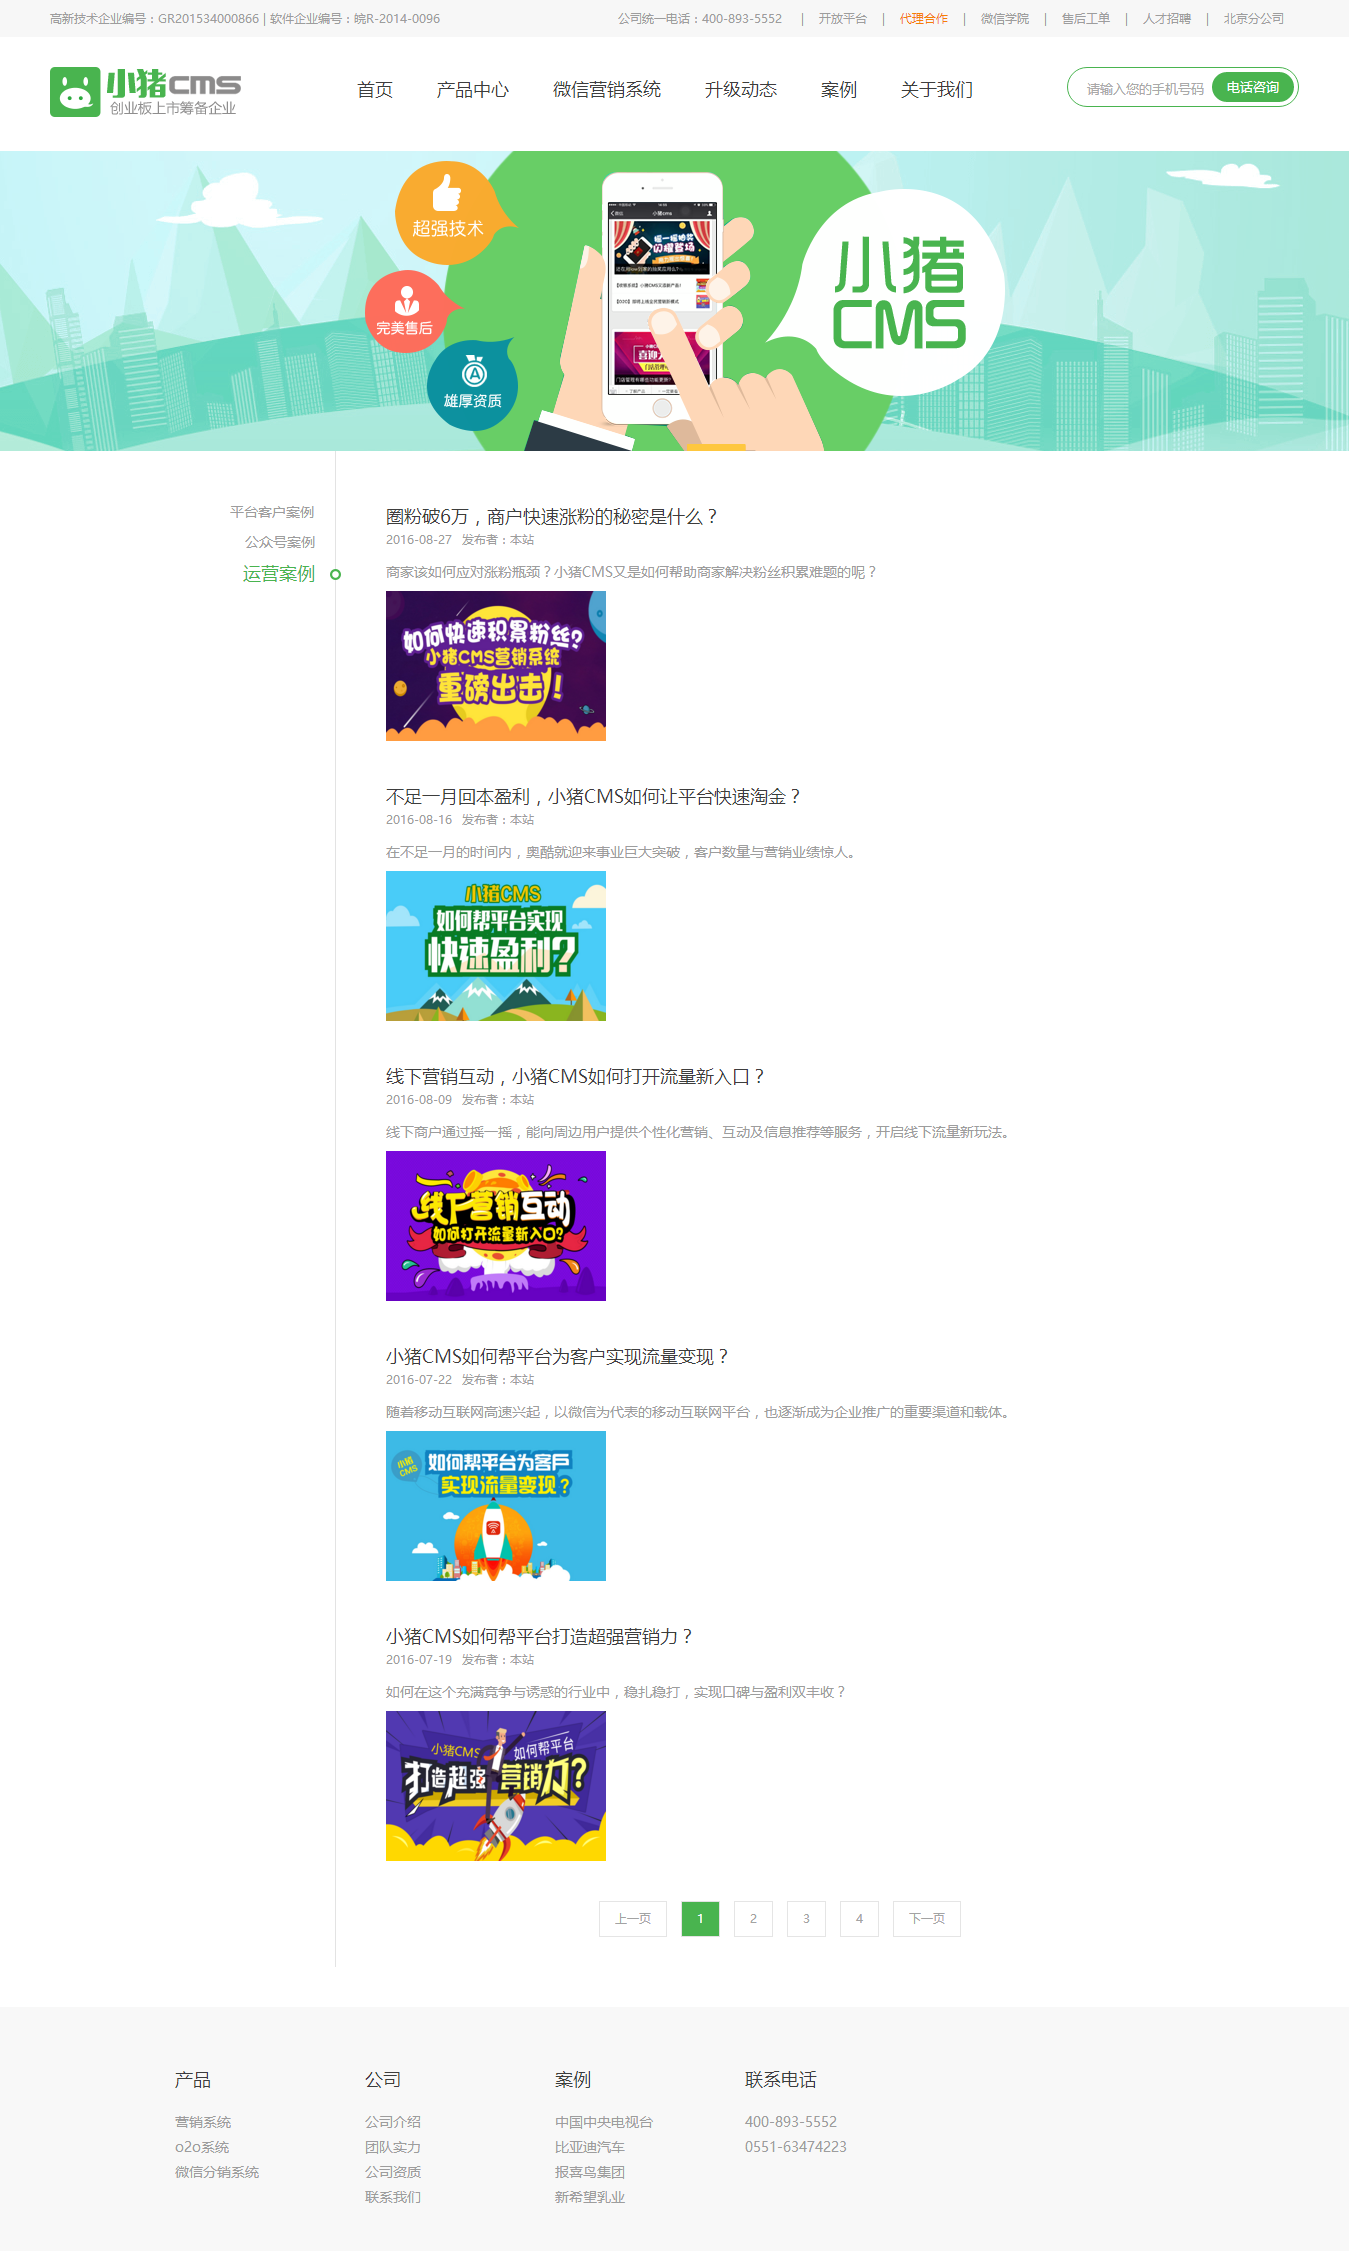 高新技术企业编号：GR201534000866 | 软件企业编号：皖R-2014-0096
公司统一电话：400-893-5552 | 开放平台 | 代理合作 | 微信学院 | 售后工单 | 人才招聘 | 北京分公司
小猪cms
创业板上市筹备企业
首页 产品中心 微信营销系统 升级动态 案例 关于我们
请输入您的手机号码 电话咨询
超强技术
完美售后
雄厚资质
小猪cms
摇一摇抽奖
闪耀登场
喜迎
小猪
CMS
平台客户案例
公众号案例
运营案例
圈粉破6万，商户快速涨粉的秘密是什么？
2016-08-27 发布者：本站
商家该如何应对涨粉瓶颈？小猪CMS又是如何帮助商家解决粉丝积累难题的呢？
如何快速积累粉丝?
小猪CMS营销系统
重磅出击！
不足一月回本盈利，小猪CMS如何让平台快速淘金？
2016-08-16 发布者：本站
在不足一月的时间内，奥酷就迎来事业巨大突破，客户数量与营销业绩惊人。
小猪CMS
如何帮平台实现
快速盈利?
线下营销互动，小猪CMS如何打开流量新入口？
2016-08-09 发布者：本站
线下商户通过摇一摇，能向周边用户提供个性化营销、互动及信息推荐等服务，开启线下流量新玩法。
线下营销互动
如何打开流量新入口?
小猪CMS如何帮平台为客户实现流量变现？
2016-07-22 发布者：本站
随着移动互联网高速兴起，以微信为代表的移动互联网平台，也逐渐成为企业推广的重要渠道和载体。
小猪
CMS
如何帮平台为客戶
实现流量变现？
小猪CMS如何帮平台打造超强营销力？
2016-07-19 发布者：本站
如何在这个充满竞争与诱惑的行业中，稳扎稳打，实现口碑与盈利双丰收？
小猪CMS 如何帮平台
打造超强营销力?
上一页 1 2 3 4 下一页
产品
营销系统
o2o系统
微信分销系统
公司
公司介绍
团队实力
公司资质
联系我们
案例
中国中央电视台
比亚迪汽车
报喜鸟集团
新希望乳业
联系电话
400-893-5552
0551-63474223